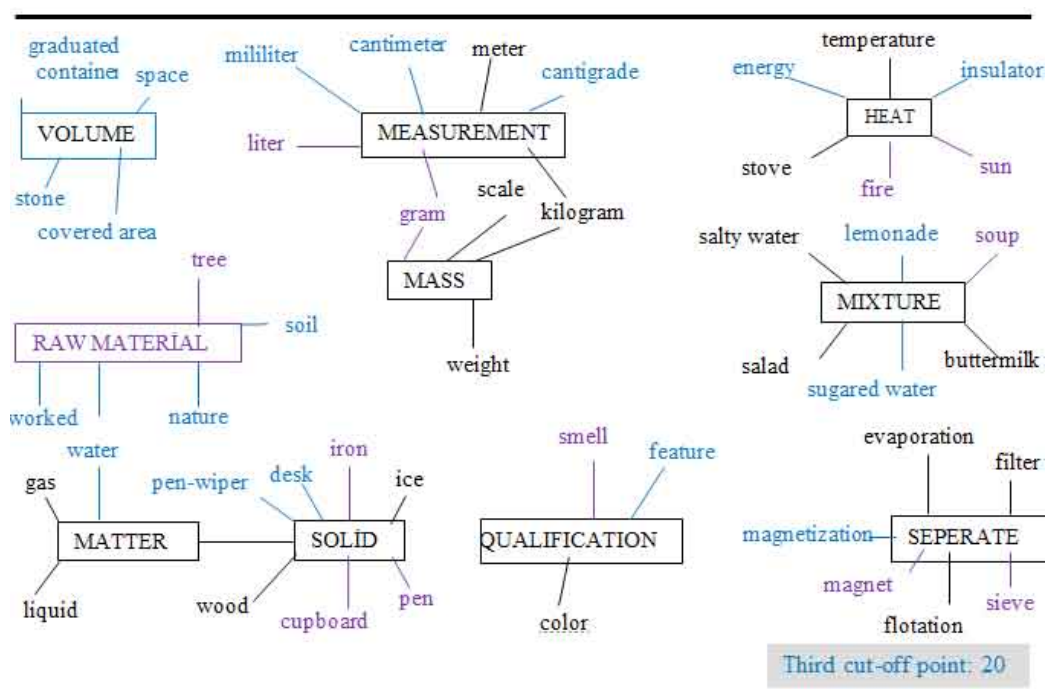 graduated
container
space
VOLUME
stone
covered area
mililiter
cantimeter
meter
cantigrade
MEASUREMENT
liter
scale
gram
kilogram
MASS
weight
temperature
energy
insulator
HEAT
stove
fire
sun
salty water
lemonade
soup
MIXTURE
salad
sugared water
buttermilk
tree
RAW MATERİAL
soil
worked
nature
water
gas
MATTER
liquid
pen-wiper
desk
iron
ice
SOLİD
wood
cupboard
pen
smell
feature
QUALIFICATION
color
evaporation
filter
magnetization
SEPERATE
magnet
sieve
flotation
Third cut-off point: 20